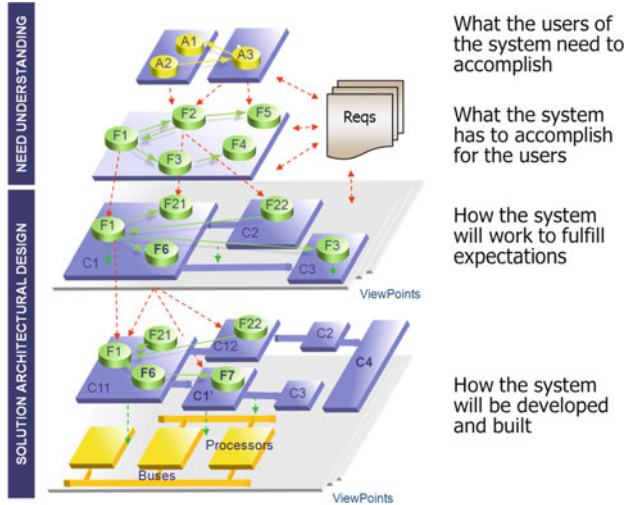 NEED UNDERSTANDING
A1
A2
A3
What the users of
the system need to
accomplish
Reqs
F1
F2
F5
F3
F4
What the system
has to accomplish
for the users
SOLUTION ARCHITECTURAL DESIGN
F21
F22
F1
F6
C2
F3
C1
C3
How the system
will work to fulfill
expectations
ViewPoints
F21
F22
C2
F1
C12
C4
F6
F7
C11
C1'
C3
How the system
will be developed
and built
Processors
Buses
ViewPoints